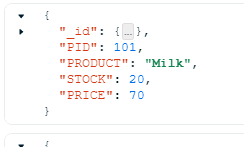 {
"_id": {…},
"PID": 101,
"PRODUCT": "Milk",
"STOCK": 20,
"PRICE": 70
}
{